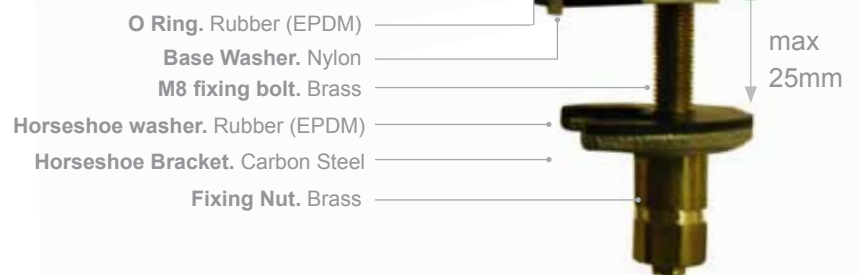 O Ring. Rubber (EPDM)
Base Washer. Nylon
M8 fixing bolt. Brass
Horseshoe washer. Rubber (EPDM)
Horseshoe Bracket. Carbon Steel
Fixing Nut. Brass
max
25mm